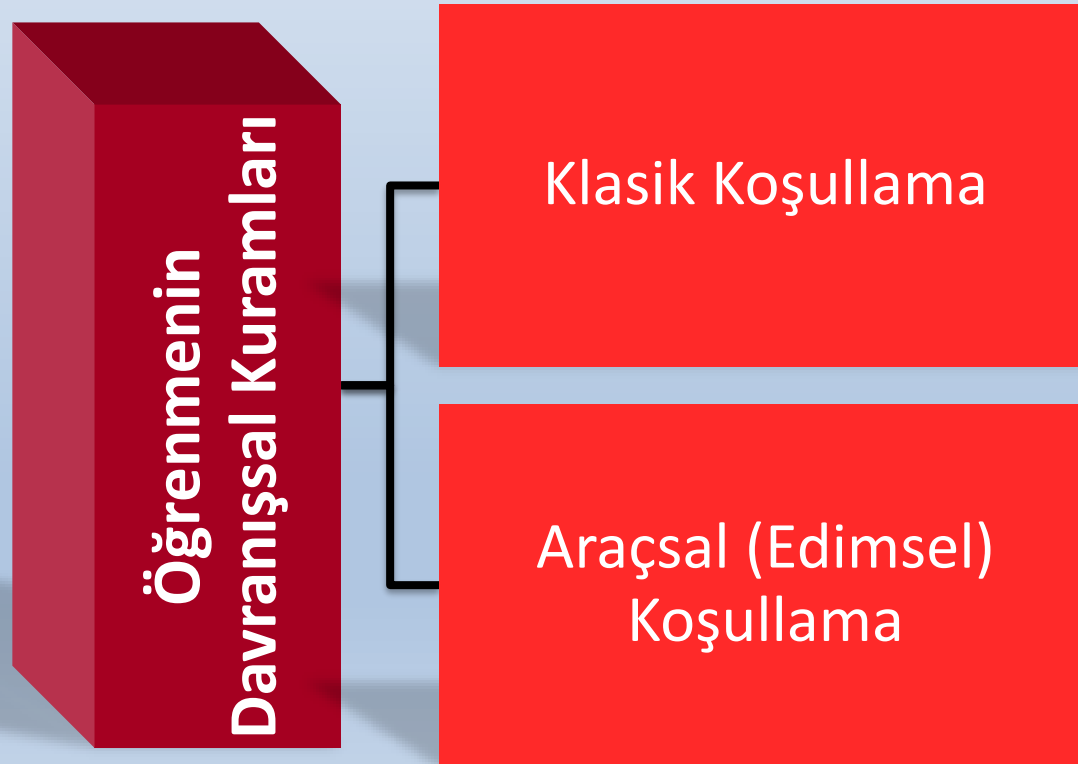 Öğrenmenin
Davranışsal Kuramları
Klasik Koşullama
Araçsal (Edimsel)
Koşullama